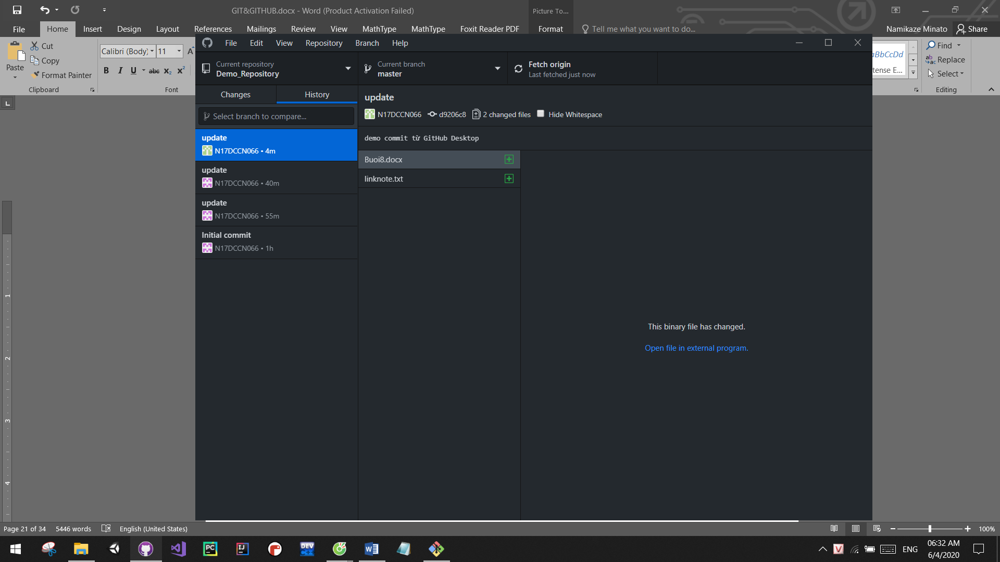 GIT&GITHUB.docx - Word (Product Activation Failed)
Picture To...
File
Home
Insert
Design
Layout
References
Mailings
Review
View
MathType
MathType
Foxit Reader PDF
Format
Tell me what you want to do...
Namikaze Minato
Share
Paste
Cut
Copy
Format Painter
Clipboard
Calibri (Body)
11
A
B I U abc X2 X2
Font
File
Edit
View
Repository
Branch
Help
Current repository
Demo_Repository
Current branch
master
Fetch origin
Last fetched just now
Changes
History
Select branch to compare...
update
N17DCCN066 • 4m
update
N17DCCN066 • 40m
update
N17DCCN066 • 55m
Initial commit
N17DCCN066 • 1h
update
N17DCCN066
d9206c8
2 changed files
Hide Whitespace
demo commit từ GitHub Desktop
Buoi8.docx
linknote.txt
This binary file has changed.
Open file in external program.
aBbCcDd
tense E...
Find
Replace
Select
Editing
L
1
2
3
4
Page 21 of 34
5446 words
English (United States)
100%
PC
IJ
DEV
C++
W
V
ENG
06:32 AM
6/4/2020